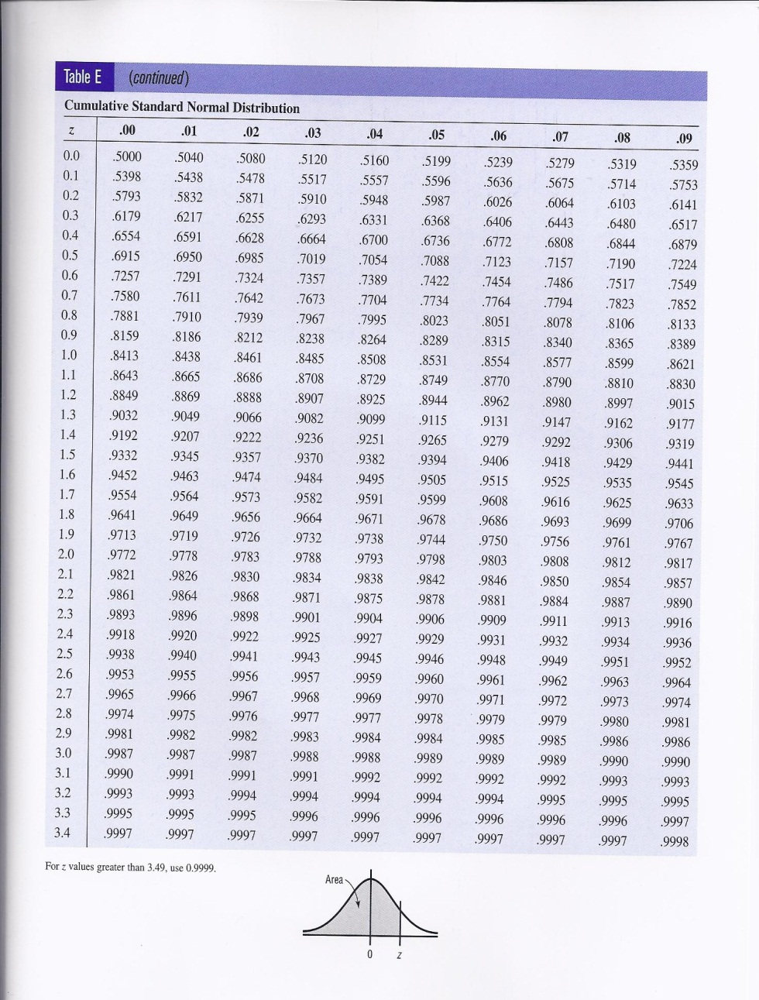 Table E (continued)
Cumulative Standard Normal Distribution
z .00 .01 .02 .03 .04 .05 .06 .07 .08 .09
0.0 .5000 .5040 .5080 .5120 .5160 .5199 .5239 .5279 .5319 .5359
0.1 .5398 .5438 .5478 .5517 .5557 .5596 .5636 .5675 .5714 .5753
0.2 .5793 .5832 .5871 .5910 .5948 .5987 .6026 .6064 .6103 .6141
0.3 .6179 .6217 .6255 .6293 .6331 .6368 .6406 .6443 .6480 .6517
0.4 .6554 .6591 .6628 .6664 .6700 .6736 .6772 .6808 .6844 .6879
0.5 .6915 .6950 .6985 .7019 .7054 .7088 .7123 .7157 .7190 .7224
0.6 .7257 .7291 .7324 .7357 .7389 .7422 .7454 .7486 .7517 .7549
0.7 .7580 .7611 .7642 .7673 .7704 .7734 .7764 .7794 .7823 .7852
0.8 .7881 .7910 .7939 .7967 .7995 .8023 .8051 .8078 .8106 .8133
0.9 .8159 .8186 .8212 .8238 .8264 .8289 .8315 .8340 .8365 .8389
1.0 .8413 .8438 .8461 .8485 .8508 .8531 .8554 .8577 .8599 .8621
1.1 .8643 .8665 .8686 .8708 .8729 .8749 .8770 .8790 .8810 .8830
1.2 .8849 .8869 .8888 .8907 .8925 .8944 .8962 .8980 .8997 .9015
1.3 .9032 .9049 .9066 .9082 .9099 .9115 .9131 .9147 .9162 .9177
1.4 .9192 .9207 .9222 .9236 .9251 .9265 .9279 .9292 .9306 .9319
1.5 .9332 .9345 .9357 .9370 .9382 .9394 .9406 .9418 .9429 .9441
1.6 .9452 .9463 .9474 .9484 .9495 .9505 .9515 .9525 .9535 .9545
1.7 .9554 .9564 .9573 .9582 .9591 .9599 .9608 .9616 .9625 .9633
1.8 .9641 .9649 .9656 .9664 .9671 .9678 .9686 .9693 .9699 .9706
1.9 .9713 .9719 .9726 .9732 .9738 .9744 .9750 .9756 .9761 .9767
2.0 .9772 .9778 .9783 .9788 .9793 .9798 .9803 .9808 .9812 .9817
2.1 .9821 .9826 .9830 .9834 .9838 .9842 .9846 .9850 .9854 .9857
2.2 .9861 .9864 .9868 .9871 .9875 .9878 .9881 .9884 .9887 .9890
2.3 .9893 .9896 .9898 .9901 .9904 .9906 .9909 .9911 .9913 .9916
2.4 .9918 .9920 .9922 .9925 .9927 .9929 .9931 .9932 .9934 .9936
2.5 .9938 .9940 .9941 .9943 .9945 .9946 .9948 .9949 .9951 .9952
2.6 .9953 .9955 .9956 .9957 .9959 .9960 .9961 .9962 .9963 .9964
2.7 .9965 .9966 .9967 .9968 .9969 .9970 .9971 .9972 .9973 .9974
2.8 .9974 .9975 .9976 .9977 .9977 .9978 .9979 .9979 .9980 .9981
2.9 .9981 .9982 .9982 .9983 .9984 .9984 .9985 .9985 .9986 .9986
3.0 .9987 .9987 .9987 .9988 .9988 .9989 .9989 .9989 .9990 .9990
3.1 .9990 .9991 .9991 .9991 .9992 .9992 .9992 .9992 .9993 .9993
3.2 .9993 .9993 .9994 .9994 .9994 .9994 .9994 .9995 .9995 .9995
3.3 .9995 .9995 .9995 .9996 .9996 .9996 .9996 .9996 .9996 .9997
3.4 .9997 .9997 .9997 .9997 .9997 .9997 .9997 .9997 .9997 .9998
For z values greater than 3.49, use 0.9999.
Area
0 z